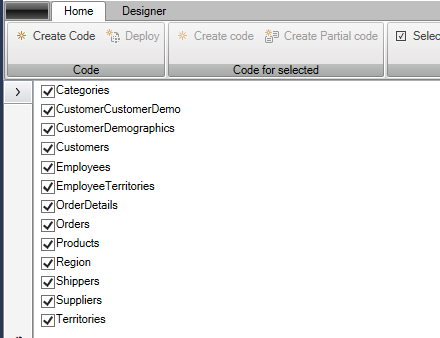 Home Designer
Create Code Deploy Create code Create Partial code Selec
Code Code for selected
Categories
CustomerCustomerDemo
CustomerDemographics
Customers
Employees
EmployeeTerritories
OrderDetails
Orders
Products
Region
Shippers
Suppliers
Territories